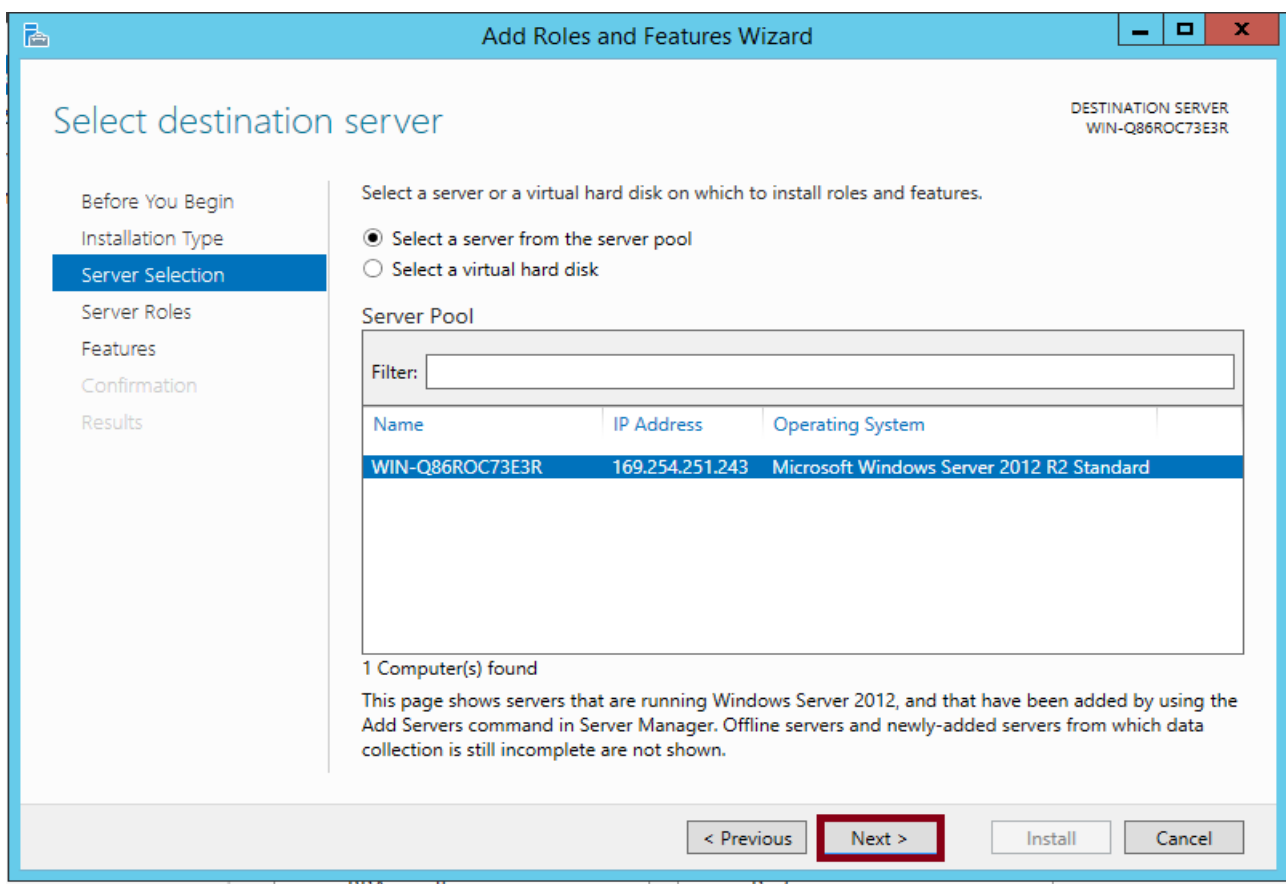 Add Roles and Features Wizard
Select destination server
DESTINATION SERVER
WIN-Q86ROC73E3R
Before You Begin
Installation Type
Server Selection
Server Roles
Features
Confirmation
Results
Select a server or a virtual hard disk on which to install roles and features.
Select a server from the server pool
Select a virtual hard disk
Server Pool
Filter:
Name IP Address Operating System
WIN-Q86ROC73E3R 169.254.251.243 Microsoft Windows Server 2012 R2 Standard
1 Computer(s) found
This page shows servers that are running Windows Server 2012, and that have been added by using the
Add Servers command in Server Manager. Offline servers and newly-added servers from which data
collection is still incomplete are not shown.
< Previous Next > Install Cancel